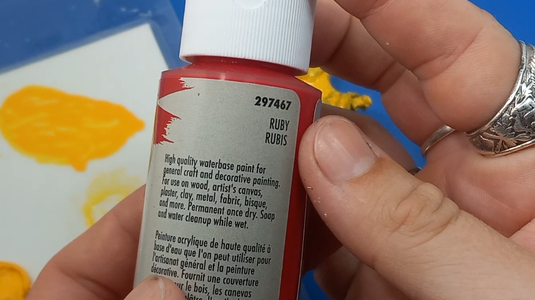 297467
RUBY
RUBIS
High quality waterbase paint for
general craft and decorative painting.
For use on wood, artist's canvas,
plaster, clay, metal, fabric, bisque,
and more. Permanent once dry. Soap
and water cleanup while wet.
Peinture acrylique de haute qualité à
base d'eau que l'on peut utiliser pour
l'artisanat général et la peinture
décorative. Fournit une couverture
sur le bois, les canevas